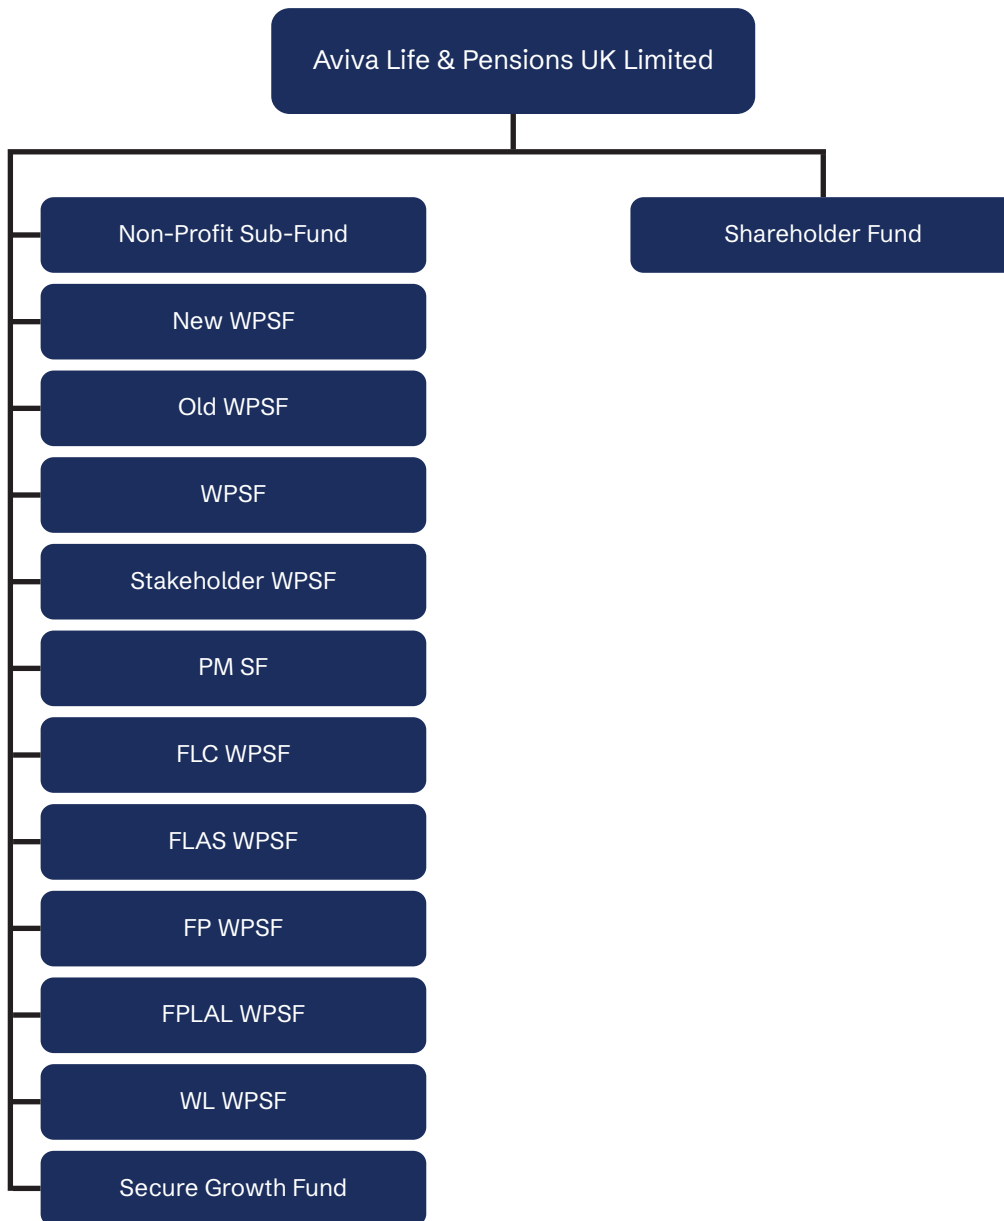 Aviva Life & Pensions UK Limited
Non-Profit Sub-Fund
Shareholder Fund
New WPSF
Old WPSF
WPSF
Stakeholder WPSF
PM SF
FLC WPSF
FLAS WPSF
FP WPSF
FPLAL WPSF
WL WPSF
Secure Growth Fund